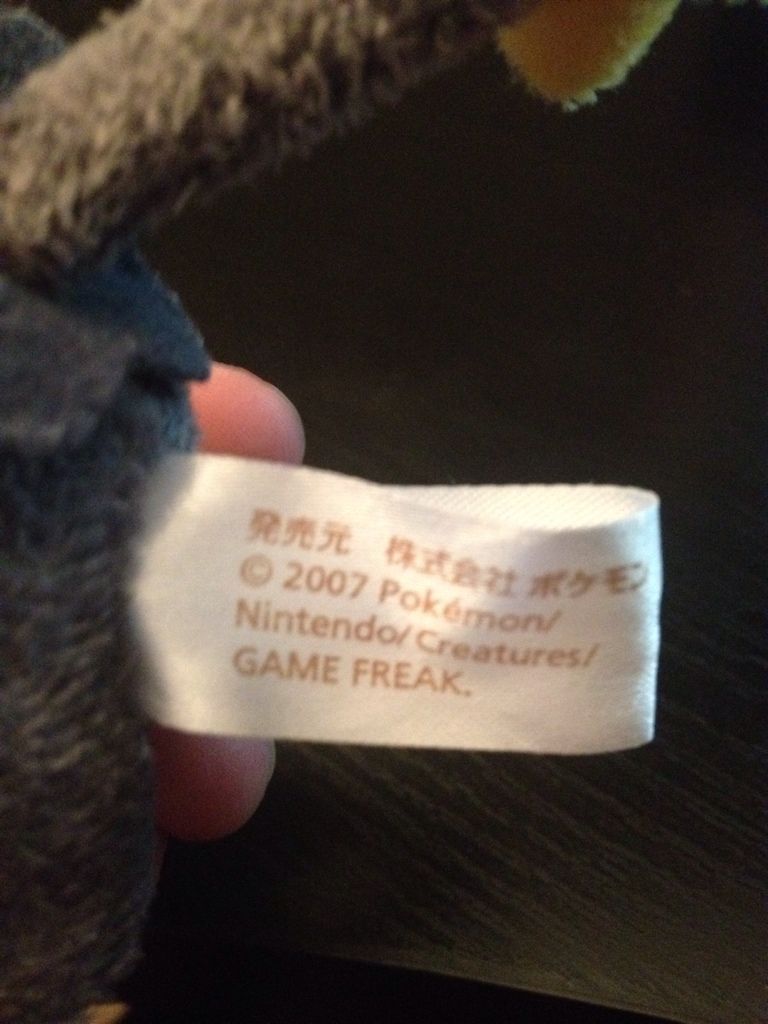 発売元 株式会社 ポケモン
© 2007 Pokémon/
Nintendo/Creatures/
GAME FREAK.